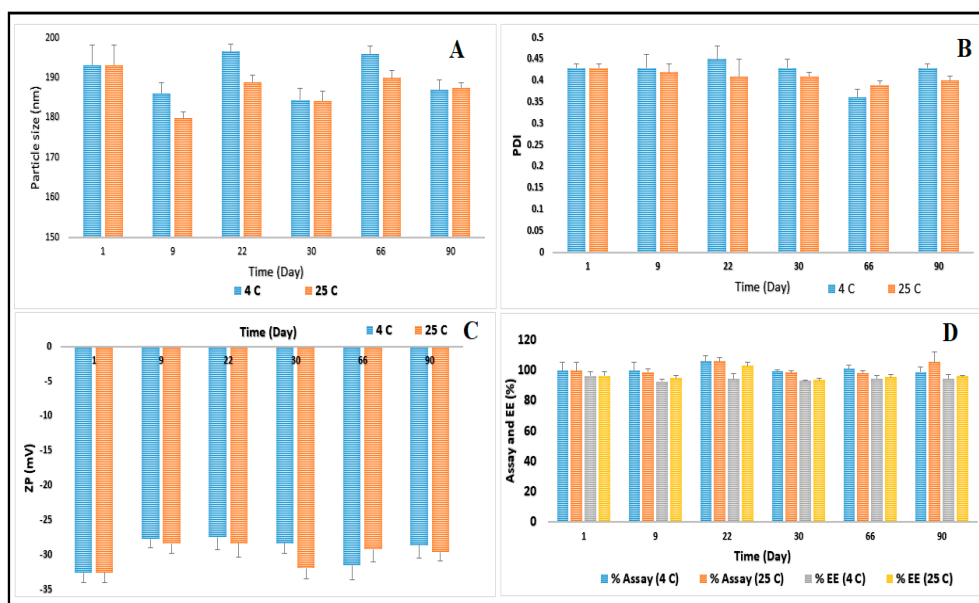 A
Particle size (nm)
200
190
180
170
160
150
1 9 22 30 66 90
Time (Day)
4 C 25 C
B
PDI
0.5
0.45
0.4
0.35
0.3
0.25
0.2
0.15
0.1
0.05
0
1 9 22 30 66 90
Time (Day)
4 C 25 C
C
Time (Day)
4 C 25 C
ZP (mV)
0
-5
-10
-15
-20
-25
-30
-35
1 9 22 30 66 90
D
Assay and EE (%)
120
100
80
60
40
20
0
1 9 22 30 66 90
Time (Day)
% Assay (4 C) % Assay (25 C) % EE (4 C) % EE (25 C)